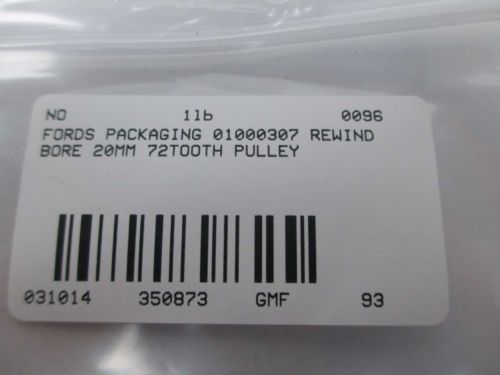 NO 1lb 0096
FORDS PACKAGING 01000307 REWIND
BORE 20MM 72TOOTH PULLEY
031014 350873 GMF 93